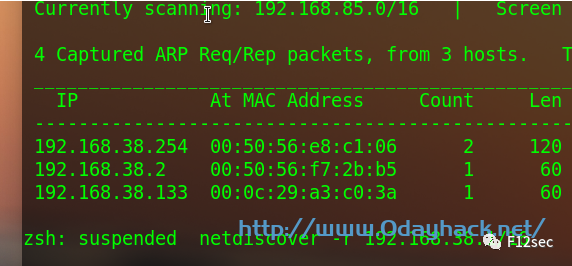 Currently scanning: 192.168.85.0/16 | Screen
4 Captured ARP Req/Rep packets, from 3 hosts. T
IP At MAC Address Count Len
192.168.38.254 00:50:56:e8:c1:06 2 120
192.168.38.2 00:50:56:f7:2b:b5 1 60
192.168.38.133 00:0c:29:a3:c0:3a 1 60
http://www.0dayhack.net/
zsh: suspended netdiscover -r 192.168.38.
F12sec